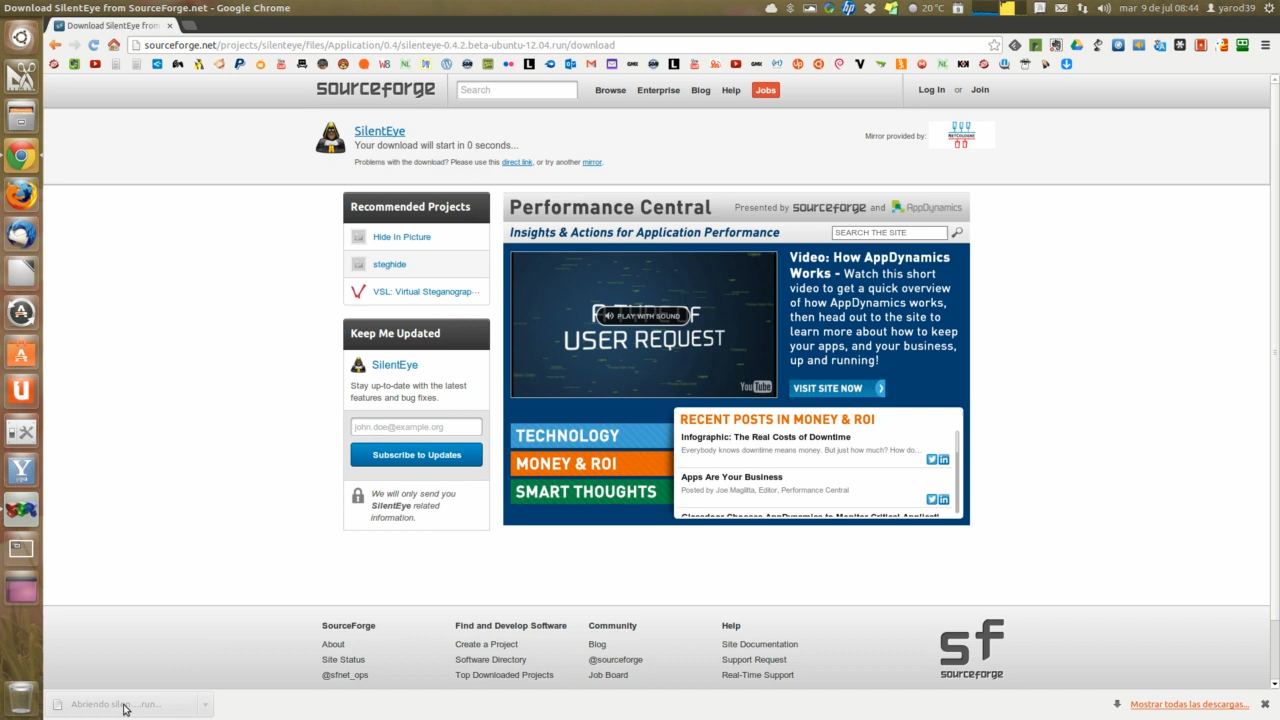 Download SilentEye from SourceForge.net - Google Chrome
20°C
mar 9 de jul 08:44
yarod39
Download SilentEye from
sourceforge.net/projects/silenteye/files/Application/0.4/silenteye-0.4.2.beta-ubuntu-12.04.run/download
sourceforge
Search
Browse
Enterprise
Blog
Help
Jobs
Log In or Join
SilentEye
Your download will start in 0 seconds...
Problems with the download? Please use this direct link, or try another mirror.
Mirror provided by:
NETCOLOGNE
Recommended Projects
Hide In Picture
steghide
VSL: Virtual Steganograp...
Keep Me Updated
SilentEye
Stay up-to-date with the latest
features and bug fixes.
john.doe@example.org
Subscribe to Updates
We will only send you
SilentEye related
information.
Performance Central
Presented by sourceforge and AppDynamics
Insights & Actions for Application Performance
SEARCH THE SITE
PLAY WITH SOUND
USER REQUEST
YouTube
Video: How AppDynamics
Works - Watch this short
video to get a quick overview
of how AppDynamics works,
then head out to the site to
learn more about how to keep
your apps, and your business,
up and running!
VISIT SITE NOW
TECHNOLOGY
MONEY & ROI
SMART THOUGHTS
RECENT POSTS IN MONEY & ROI
Infographic: The Real Costs of Downtime
Everybody knows downtime means money. But just how much? How do...
Apps Are Your Business
Posted by Joe Maglitta, Editor, Performance Central
Glassdoor Chooses AppDynamics to Monitor Critical Applicati
SourceForge
About
Site Status
@sfnet_ops
Find and Develop Software
Create a Project
Software Directory
Top Downloaded Projects
Community
Blog
@sourceforge
Job Board
Help
Site Documentation
Support Request
Real-Time Support
sf
sourceforge
Abriendo silen....run...
Mostrar todas las descargas...